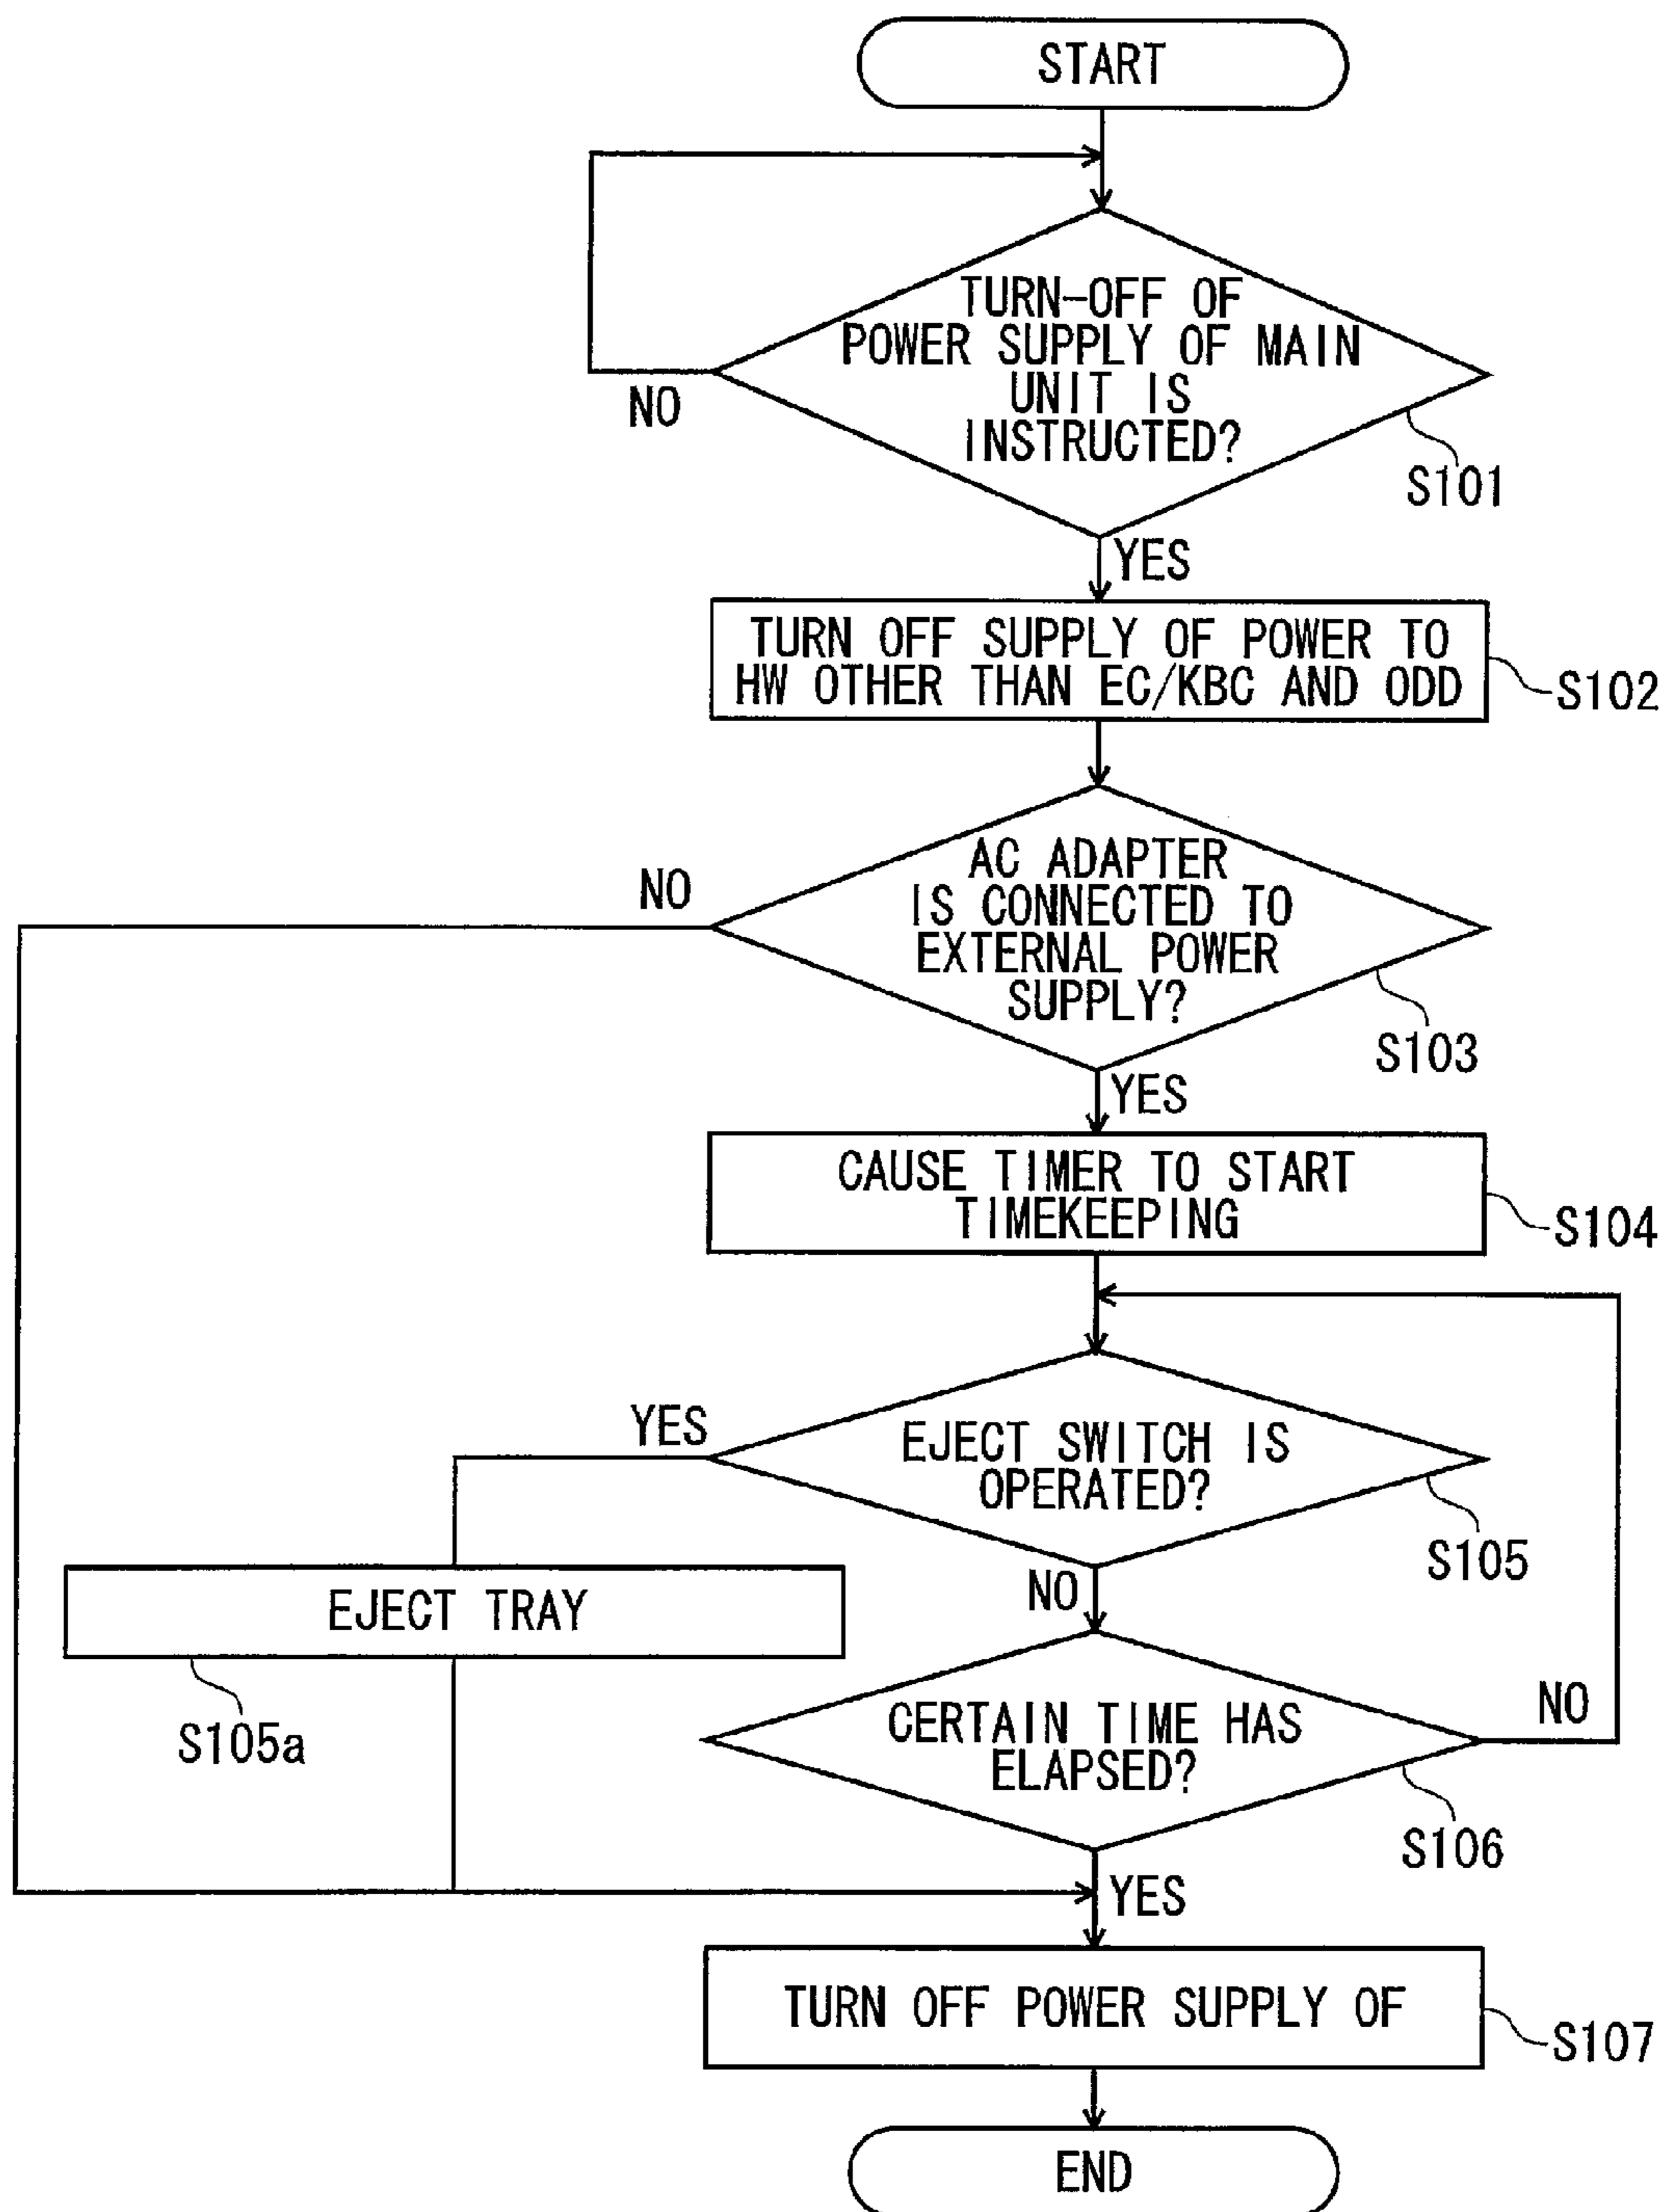 START
TURN-OFF OF
POWER SUPPLY OF MAIN
UNIT IS
INSTRUCTED?
NO
S101
YES
TURN OFF SUPPLY OF POWER TO
HW OTHER THAN EC/KBC AND ODD
S102
AC ADAPTER
IS CONNECTED TO
EXTERNAL POWER
SUPPLY?
NO
S103
YES
CAUSE TIMER TO START
TIMEKEEPING
S104
YES
EJECT SWITCH IS
OPERATED?
S105
NO
EJECT TRAY
S105a
CERTAIN TIME HAS
ELAPSED?
NO
S106
YES
TURN OFF POWER SUPPLY OF
S107
END